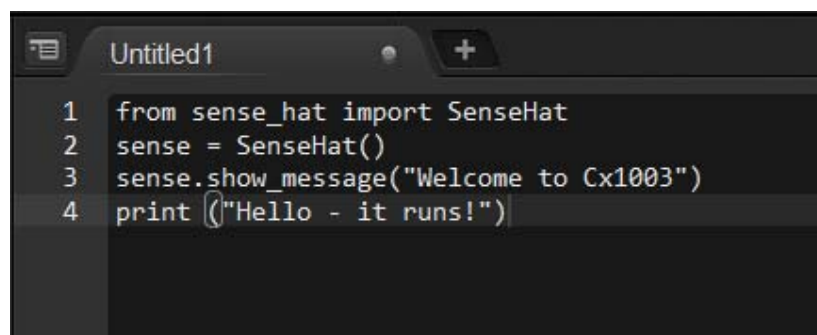 Untitled1
+
1 from sense_hat import SenseHat
2 sense = SenseHat()
3 sense.show_message("Welcome to Cx1003")
4 print ("Hello - it runs!")